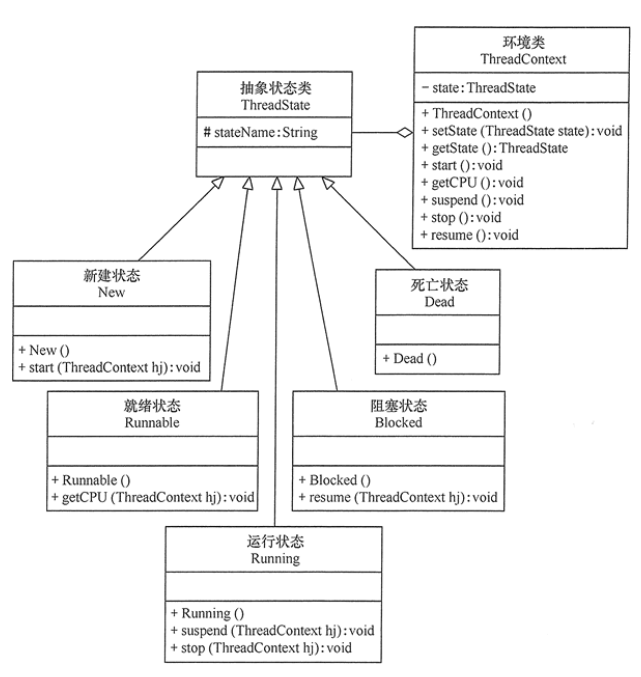 环境类
ThreadContext
− state:ThreadState
+ ThreadContext ()
+ setState (ThreadState state):void
+ getState ():ThreadState
+ start ():void
+ getCPU ():void
+ suspend ():void
+ stop ():void
+ resume ():void
抽象状态类
ThreadState
# stateName:String
新建状态
New
+ New ()
+ start (ThreadContext hj):void
死亡状态
Dead
+ Dead ()
就绪状态
Runnable
+ Runnable ()
+ getCPU (ThreadContext hj):void
阻塞状态
Blocked
+ Blocked ()
+ resume (ThreadContext hj):void
运行状态
Running
+ Running ()
+ suspend (ThreadContext hj):void
+ stop (ThreadContext hj):void